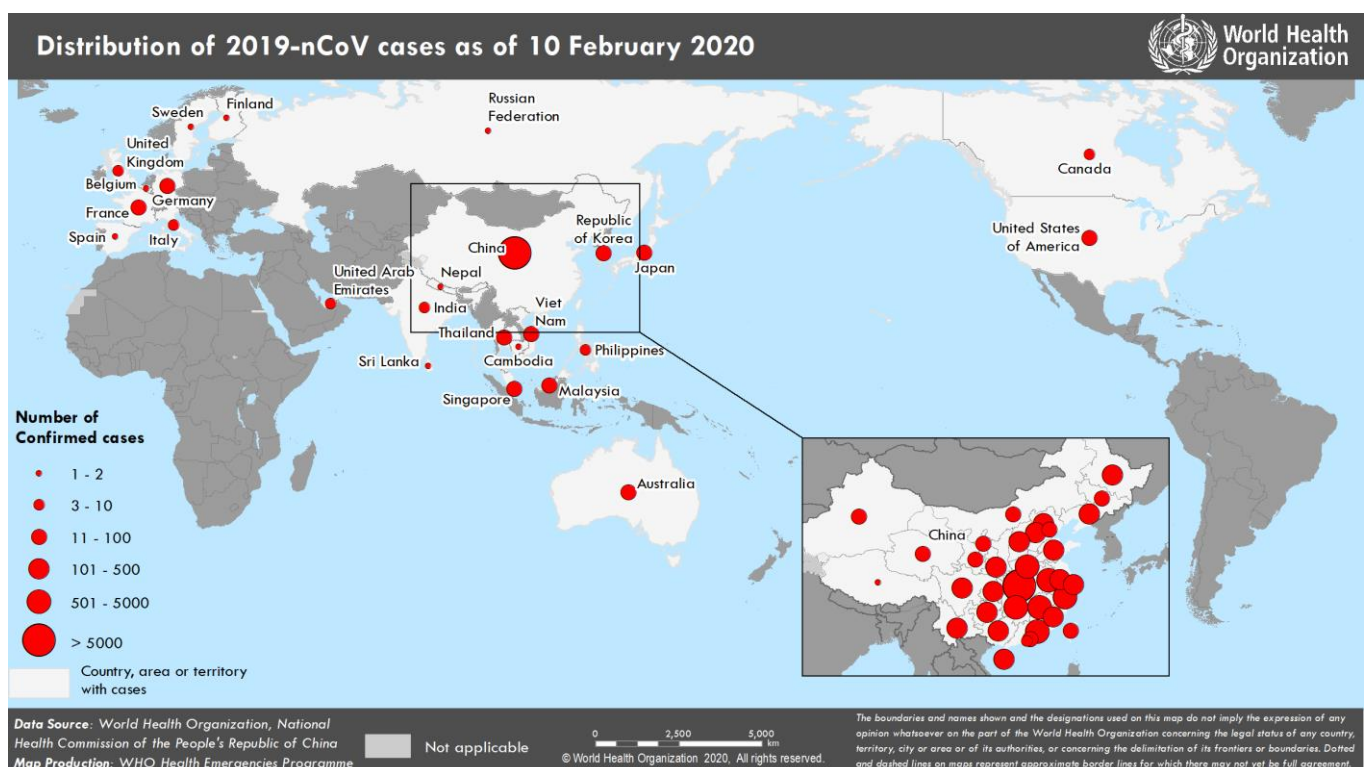 Distribution of 2019-nCoV cases as of 10 February 2020
World Health
Organization
Finland
Sweden
Russian
Federation
United
Kingdom
Belgium
Germany
France
Spain
Italy
Canada
United States
of America
Republic
of Korea
China
Japan
United Arab
Emirates
Nepal
India
Viet
Nam
Thailand
Cambodia
Philippines
Sri Lanka
Singapore
Malaysia
Australia
Number of
Confirmed cases
1 - 2
3 - 10
11 - 100
101 - 500
501 - 5000
> 5000
Country, area or territory
with cases
China
Data Source: World Health Organization, National
Health Commission of the People's Republic of China
Map Production: WHO Health Emergencies Programme
Not applicable
0 2,500 5,000
km
© World Health Organization 2020, All rights reserved.
The boundaries and names shown and the designations used on this map do not imply the expression of any
opinion whatsoever on the part of the World Health Organization concerning the legal status of any country,
territory, city or area or of its authorities, or concerning the delimitation of its frontiers or boundaries. Dotted
and dashed lines on maps represent approximate border lines for which there may not yet be full agreement.